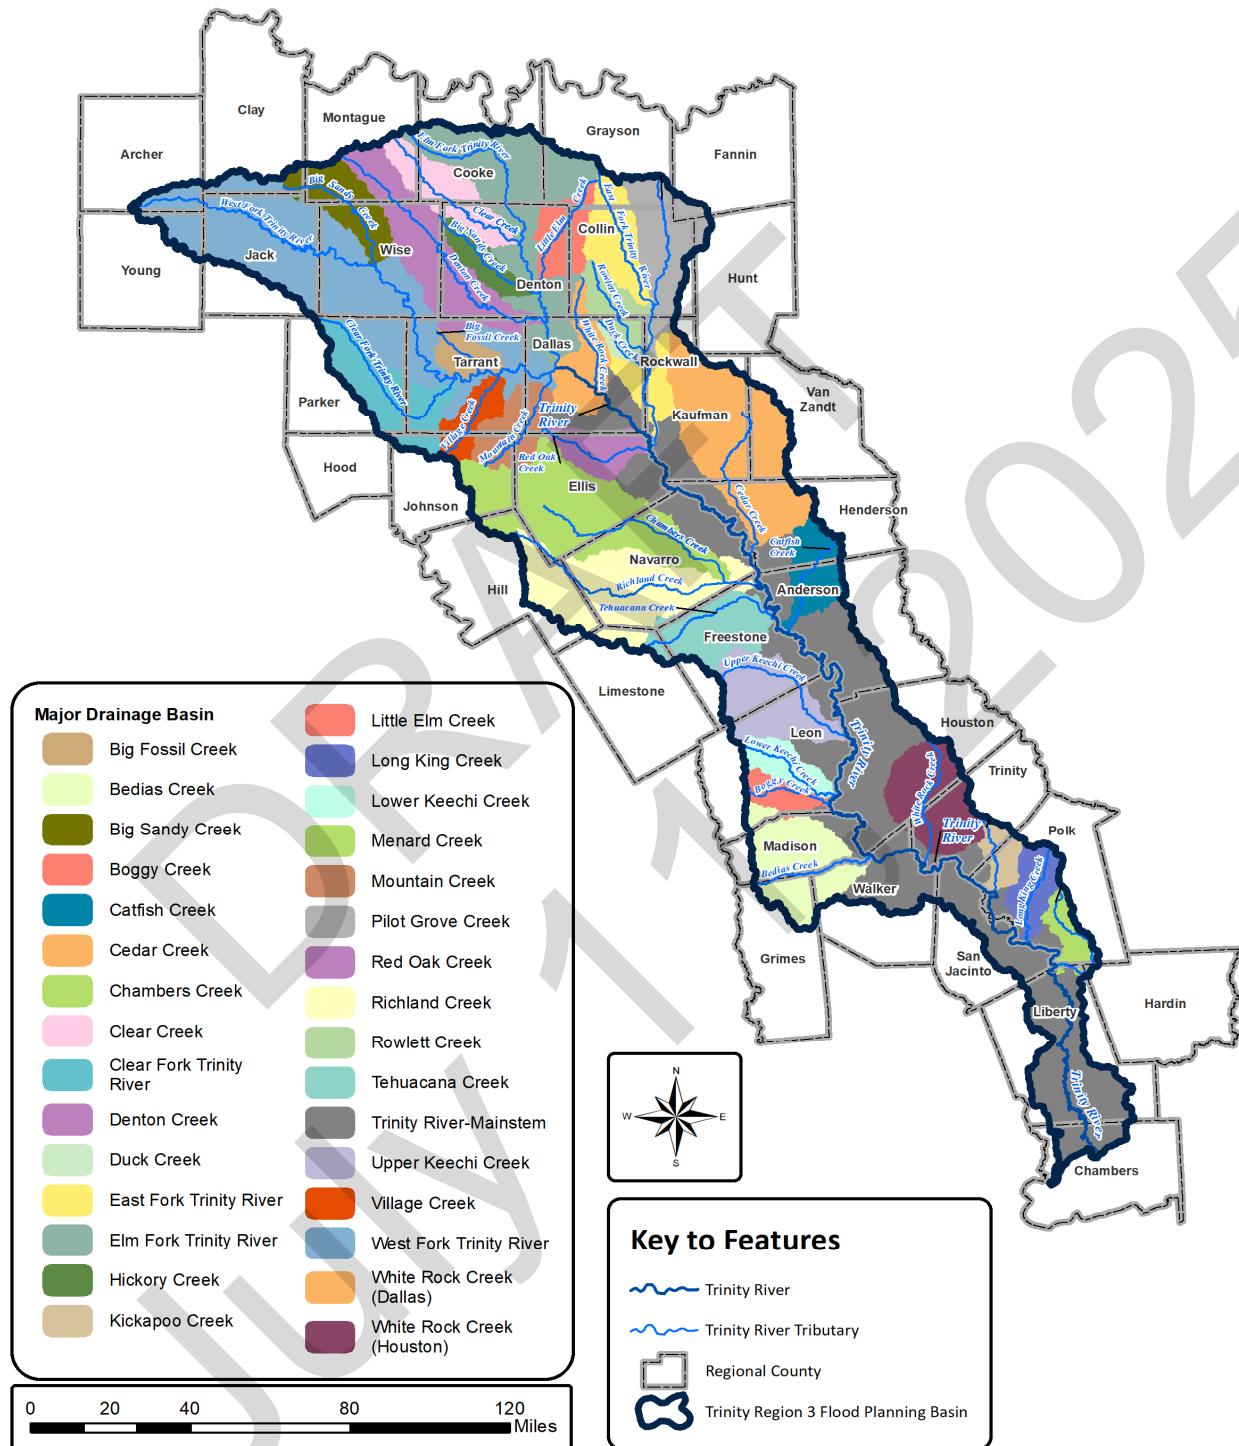 Clay
Montague
Grayson
Archer
Fannin
Cooke
Elm Fork Trinity River
Big Sandy Creek
West Fork Trinity River
Clear Creek
Little Elm Creek
East Fork Trinity River
Collin
Jack
Wise
Young
Big Sandy Creek
Denton Creek
Denton
Rowlett Creek
Hunt
Clear Fork Trinity River
Big
Fossil Creek
Dallas
White Rock Creek
Duck Creek
Tarrant
Rockwall
Parker
Village Creek
Mountain Creek
Trinity
River
Kaufman
Van
Zandt
Hood
Red Oak
Creek
Ellis
Johnson
Cedar Creek
Henderson
Chambers Creek
Catfish
Creek
Navarro
Hill
Richland Creek
Anderson
Tehuacana Creek
Freestone
Limestone
Upper Keechi Creek
Leon
Trinity River
Houston
Lower Keechi Creek
Boggy Creek
White Rock Creek
Trinity
Trinity
River
Polk
Madison
Bedias Creek
Walker
Long King Creek
Grimes
San
Jacinto
Liberty
Hardin
Trinity River
Chambers
Major Drainage Basin
Big Fossil Creek
Bedias Creek
Big Sandy Creek
Boggy Creek
Catfish Creek
Cedar Creek
Chambers Creek
Clear Creek
Clear Fork Trinity
River
Denton Creek
Duck Creek
East Fork Trinity River
Elm Fork Trinity River
Hickory Creek
Kickapoo Creek
Little Elm Creek
Long King Creek
Lower Keechi Creek
Menard Creek
Mountain Creek
Pilot Grove Creek
Red Oak Creek
Richland Creek
Rowlett Creek
Tehuacana Creek
Trinity River-Mainstem
Upper Keechi Creek
Village Creek
West Fork Trinity River
White Rock Creek
(Dallas)
White Rock Creek
(Houston)
N
W
E
S
Key to Features
Trinity River
Trinity River Tributary
Regional County
Trinity Region 3 Flood Planning Basin
0 20 40 80 120
Miles
DRAFT
July 11 2025